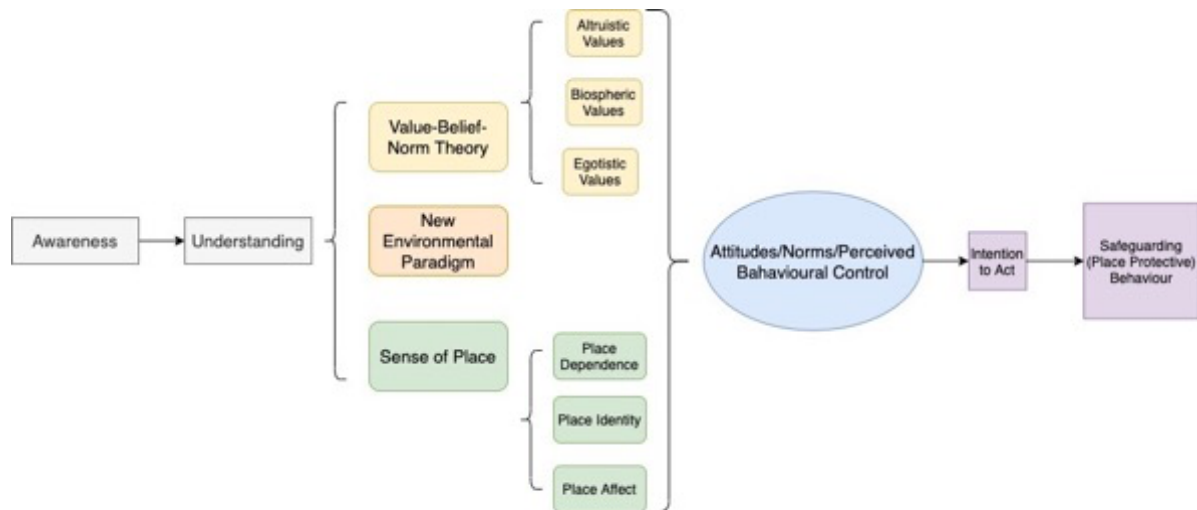 Awareness
Understanding
Value-Belief-
Norm Theory
New
Environmental
Paradigm
Sense of Place
Altruistic
Values
Biospheric
Values
Egotistic
Values
Place
Dependence
Place Identity
Place Affect
Attitudes/Norms/Perceived
Bahavioural Control
Intention
to Act
Safeguarding
(Place Protective)
Behaviour